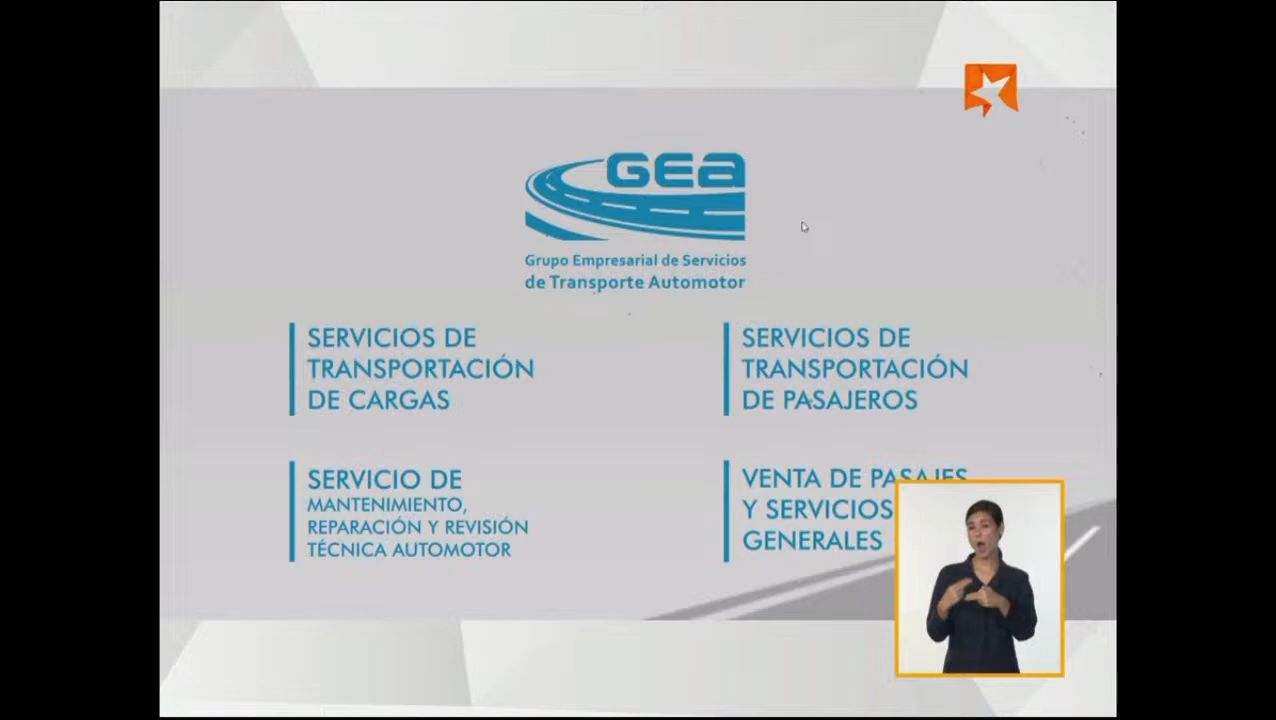 GEA
Grupo Empresarial de Servicios
de Transporte Automotor
SERVICIOS DE
TRANSPORTACIÓN
DE CARGAS
SERVICIOS DE
TRANSPORTACIÓN
DE PASAJEROS
SERVICIO DE
MANTENIMIENTO,
REPARACIÓN Y REVISIÓN
TÉCNICA AUTOMOTOR
VENTA DE PASAJES
Y SERVICIOS
GENERALES